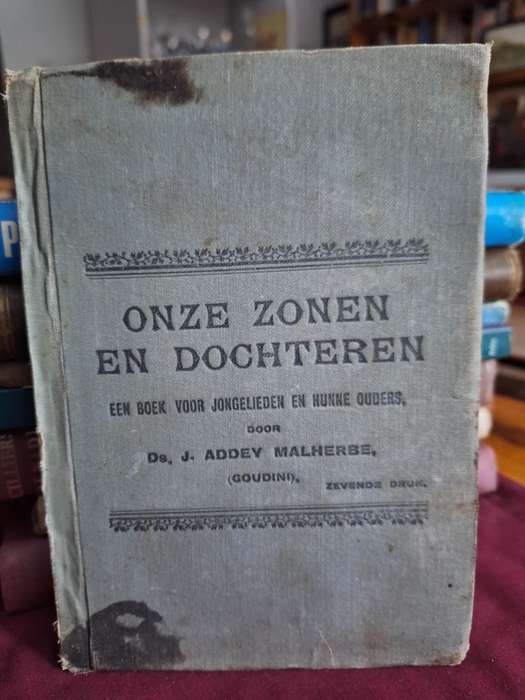 ONZE ZONEN
EN DOCHTEREN
EEN BOEK VOOR JONGELIEDEN EN HUNNE OUDERS,
DOOR
Ds, J. ADDEY MALHERBE,
(GOUDINI),
ZEVENDE DRUK.